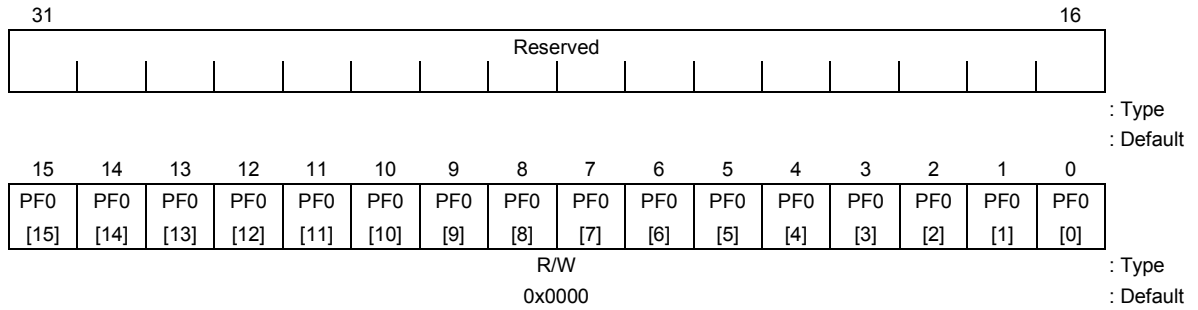 31 16
Reserved
: Type
: Default
15 14 13 12 11 10 9 8 7 6 5 4 3 2 1 0
PF0 PF0 PF0 PF0 PF0 PF0 PF0 PF0 PF0 PF0 PF0 PF0 PF0 PF0 PF0 PF0
[15] [14] [13] [12] [11] [10] [9] [8] [7] [6] [5] [4] [3] [2] [1] [0]
R/W : Type
0x0000 : Default